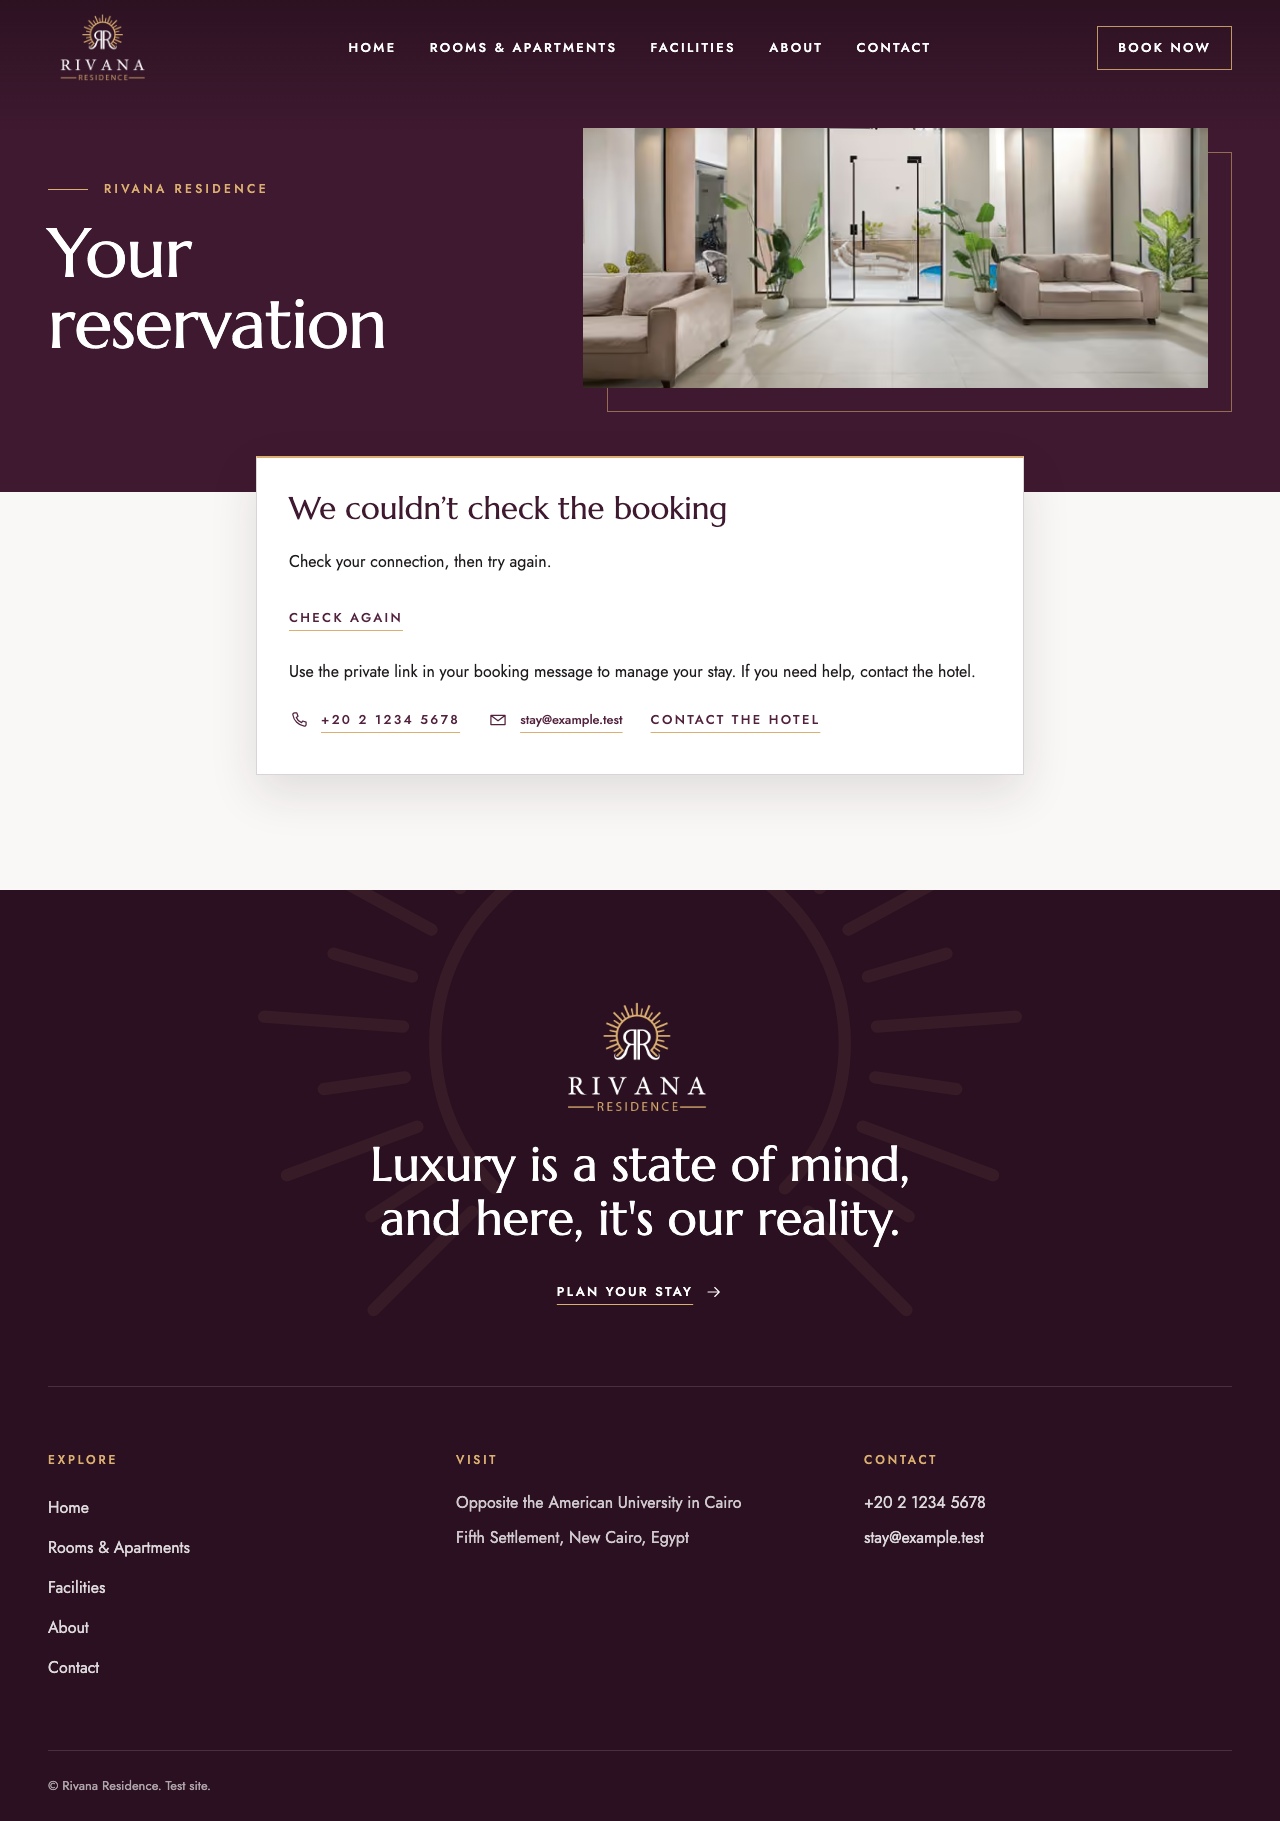 RIVANA
RESIDENCE
HOME
ROOMS & APARTMENTS
FACILITIES
ABOUT
CONTACT
BOOK NOW
RIVANA RESIDENCE
Your
reservation
We couldn’t check the booking
Check your connection, then try again.
CHECK AGAIN
Use the private link in your booking message to manage your stay. If you need help, contact the hotel.
+20 2 1234 5678
stay@example.test
CONTACT THE HOTEL
RIVANA
RESIDENCE
Luxury is a state of mind,
and here, it's our reality.
PLAN YOUR STAY
EXPLORE
Home
Rooms & Apartments
Facilities
About
Contact
VISIT
Opposite the American University in Cairo
Fifth Settlement, New Cairo, Egypt
CONTACT
+20 2 1234 5678
stay@example.test
© Rivana Residence. Test site.